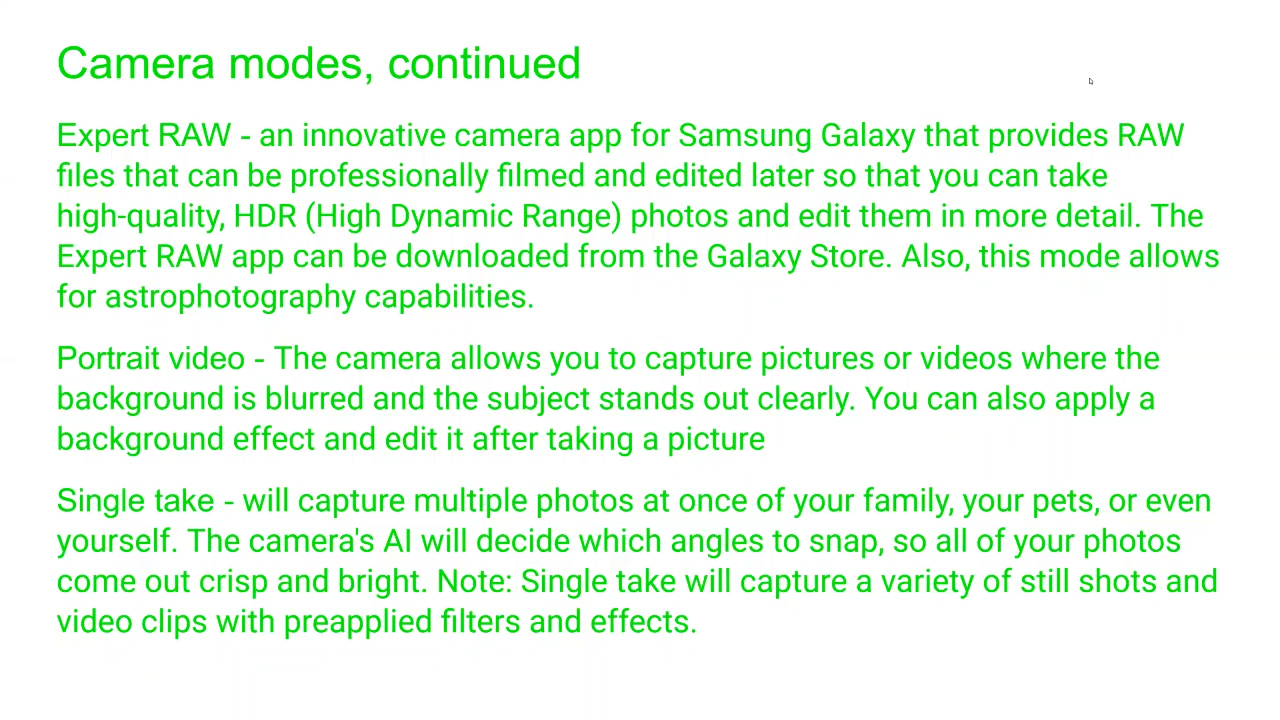 Camera modes, continued
Expert RAW - an innovative camera app for Samsung Galaxy that provides RAW
files that can be professionally filmed and edited later so that you can take
high-quality, HDR (High Dynamic Range) photos and edit them in more detail. The
Expert RAW app can be downloaded from the Galaxy Store. Also, this mode allows
for astrophotography capabilities.
Portrait video - The camera allows you to capture pictures or videos where the
background is blurred and the subject stands out clearly. You can also apply a
background effect and edit it after taking a picture
Single take - will capture multiple photos at once of your family, your pets, or even
yourself. The camera's AI will decide which angles to snap, so all of your photos
come out crisp and bright. Note: Single take will capture a variety of still shots and
video clips with preapplied filters and effects.